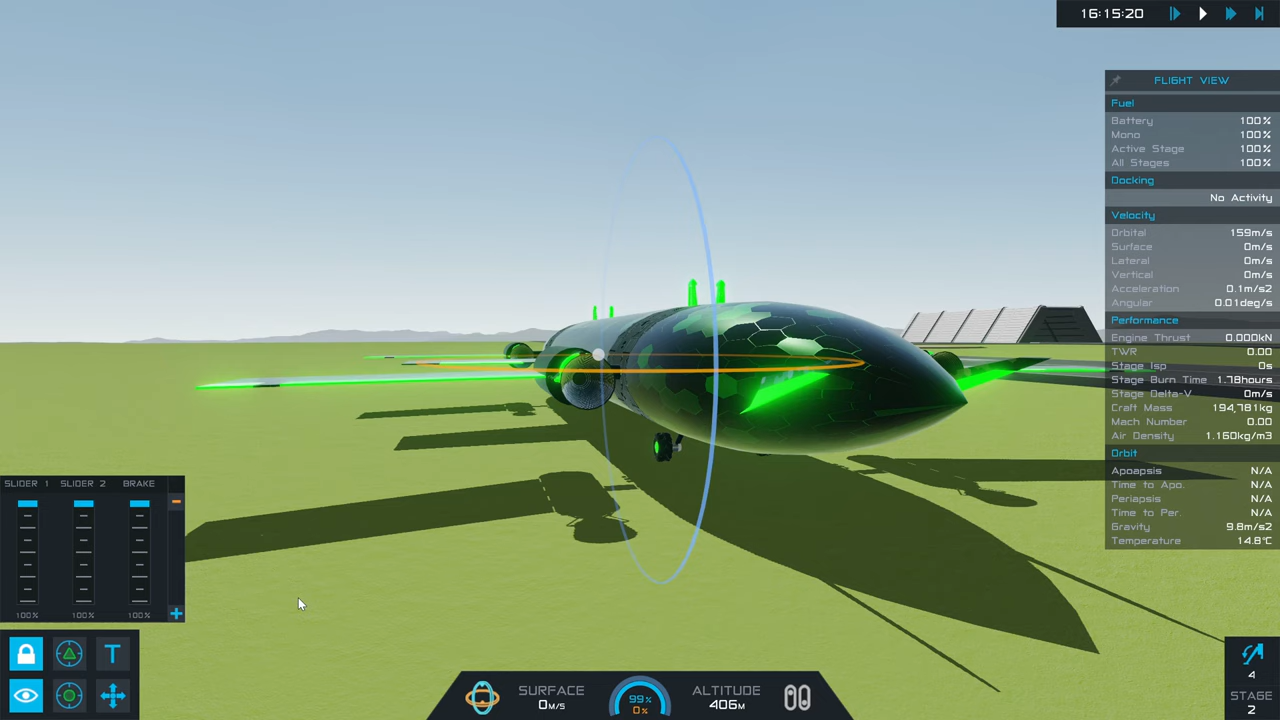 16:15:20
FLIGHT VIEW
Fuel
Battery 100%
Mono 100%
Active Stage 100%
All Stages 100%
Docking
No Activity
Velocity
Orbital 159m/s
Surface 0m/s
Lateral 0m/s
Vertical 0m/s
Acceleration 0.1m/s2
Angular 0.01deg/s
Performance
Engine Thrust 0.000kN
TWR 0.00
Stage Isp 0s
Stage Burn Time 1.78hours
Stage Delta-V 0m/s
Craft Mass 194,781kg
Mach Number 0.00
Air Density 1.160kg/m3
Orbit
Apoapsis N/A
Time to Apo. N/A
Periapsis N/A
Time to Per. N/A
Gravity 9.8m/s2
Temperature 14.8°C
SLIDER 1 SLIDER 2 BRAKE
100% 100% 100%
T
SURFACE
0M/S
99%
0%
ALTITUDE
406M
4
STAGE
2